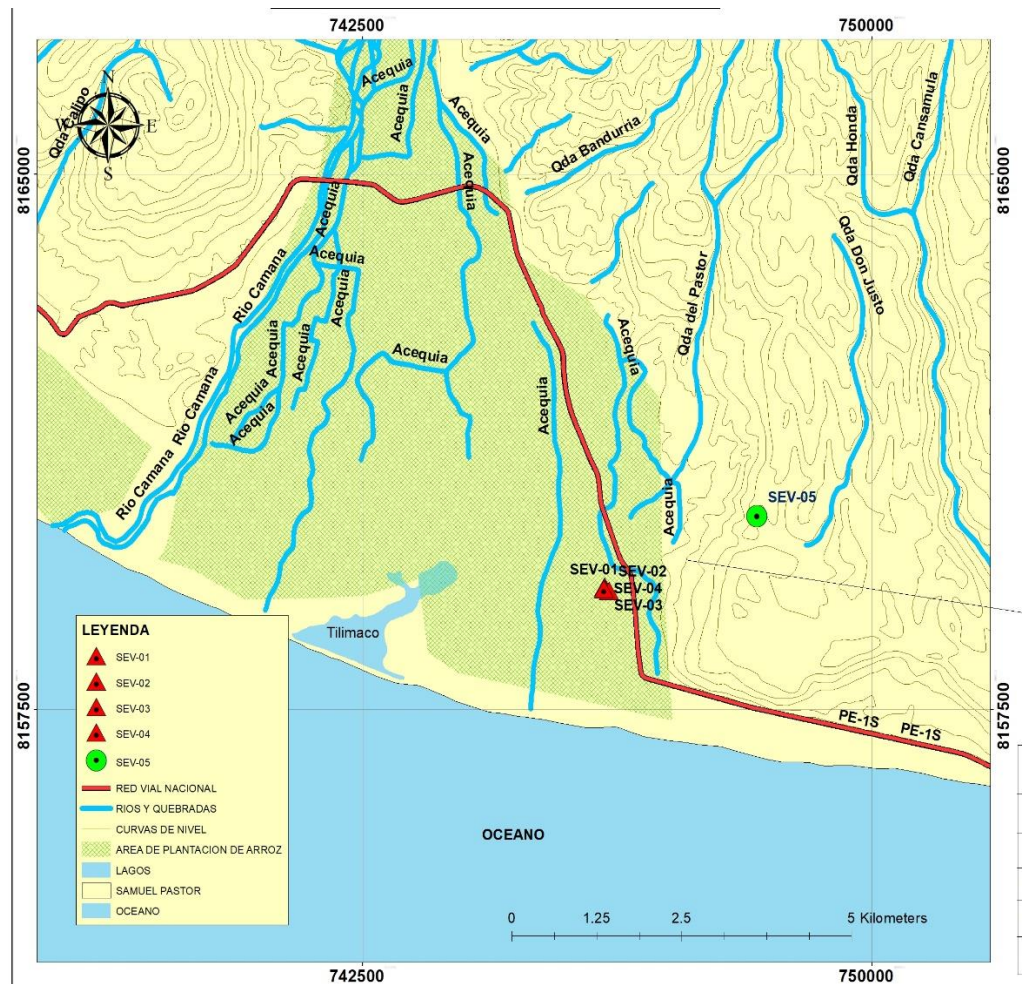 742500
750000
8165000
8157500
N
W
E
S
Qda Calipo
Acequia
Acequia
Acequia
Acequia
Qda Bandurria
Qda Honda
Qda Cansamula
Acequia
Rio Camana
Acequia
Acequia
Acequia
Acequia
Acequia
Acequia
Acequia
Acequia
Acequia
Qda del Pastor
Qda Don Justo
Rio Camana
Rio Camana
Acequia
SEV-05
SEV-01
SEV-02
SEV-04
SEV-03
Tilimaco
PE-1S
PE-1S
OCEANO
LEYENDA
SEV-01
SEV-02
SEV-03
SEV-04
SEV-05
RED VIAL NACIONAL
RIOS Y QUEBRADAS
CURVAS DE NIVEL
AREA DE PLANTACION DE ARROZ
LAGOS
SAMUEL PASTOR
OCEANO
0 1.25 2.5 5 Kilometers
8165000
8157500
742500
750000